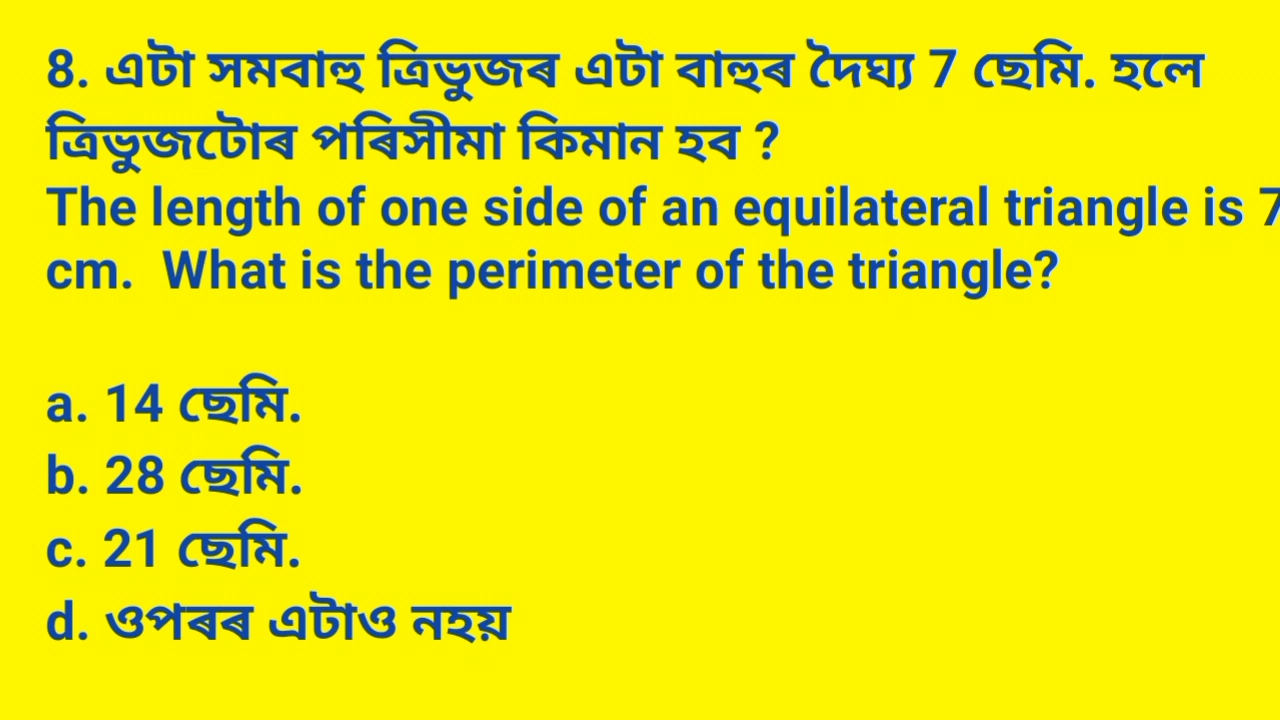 8. এটা সমবাহু ত্ৰিভুজৰ এটা বাহুৰ দৈঘ্য 7 ছেমি. হলে
ত্ৰিভুজটোৰ পৰিসীমা কিমান হব ?
The length of one side of an equilateral triangle is 7
cm.  What is the perimeter of the triangle?
a. 14 ছেমি.
b. 28 ছেমি.
c. 21 ছেমি.
d. ওপৰৰ এটাও নহয়